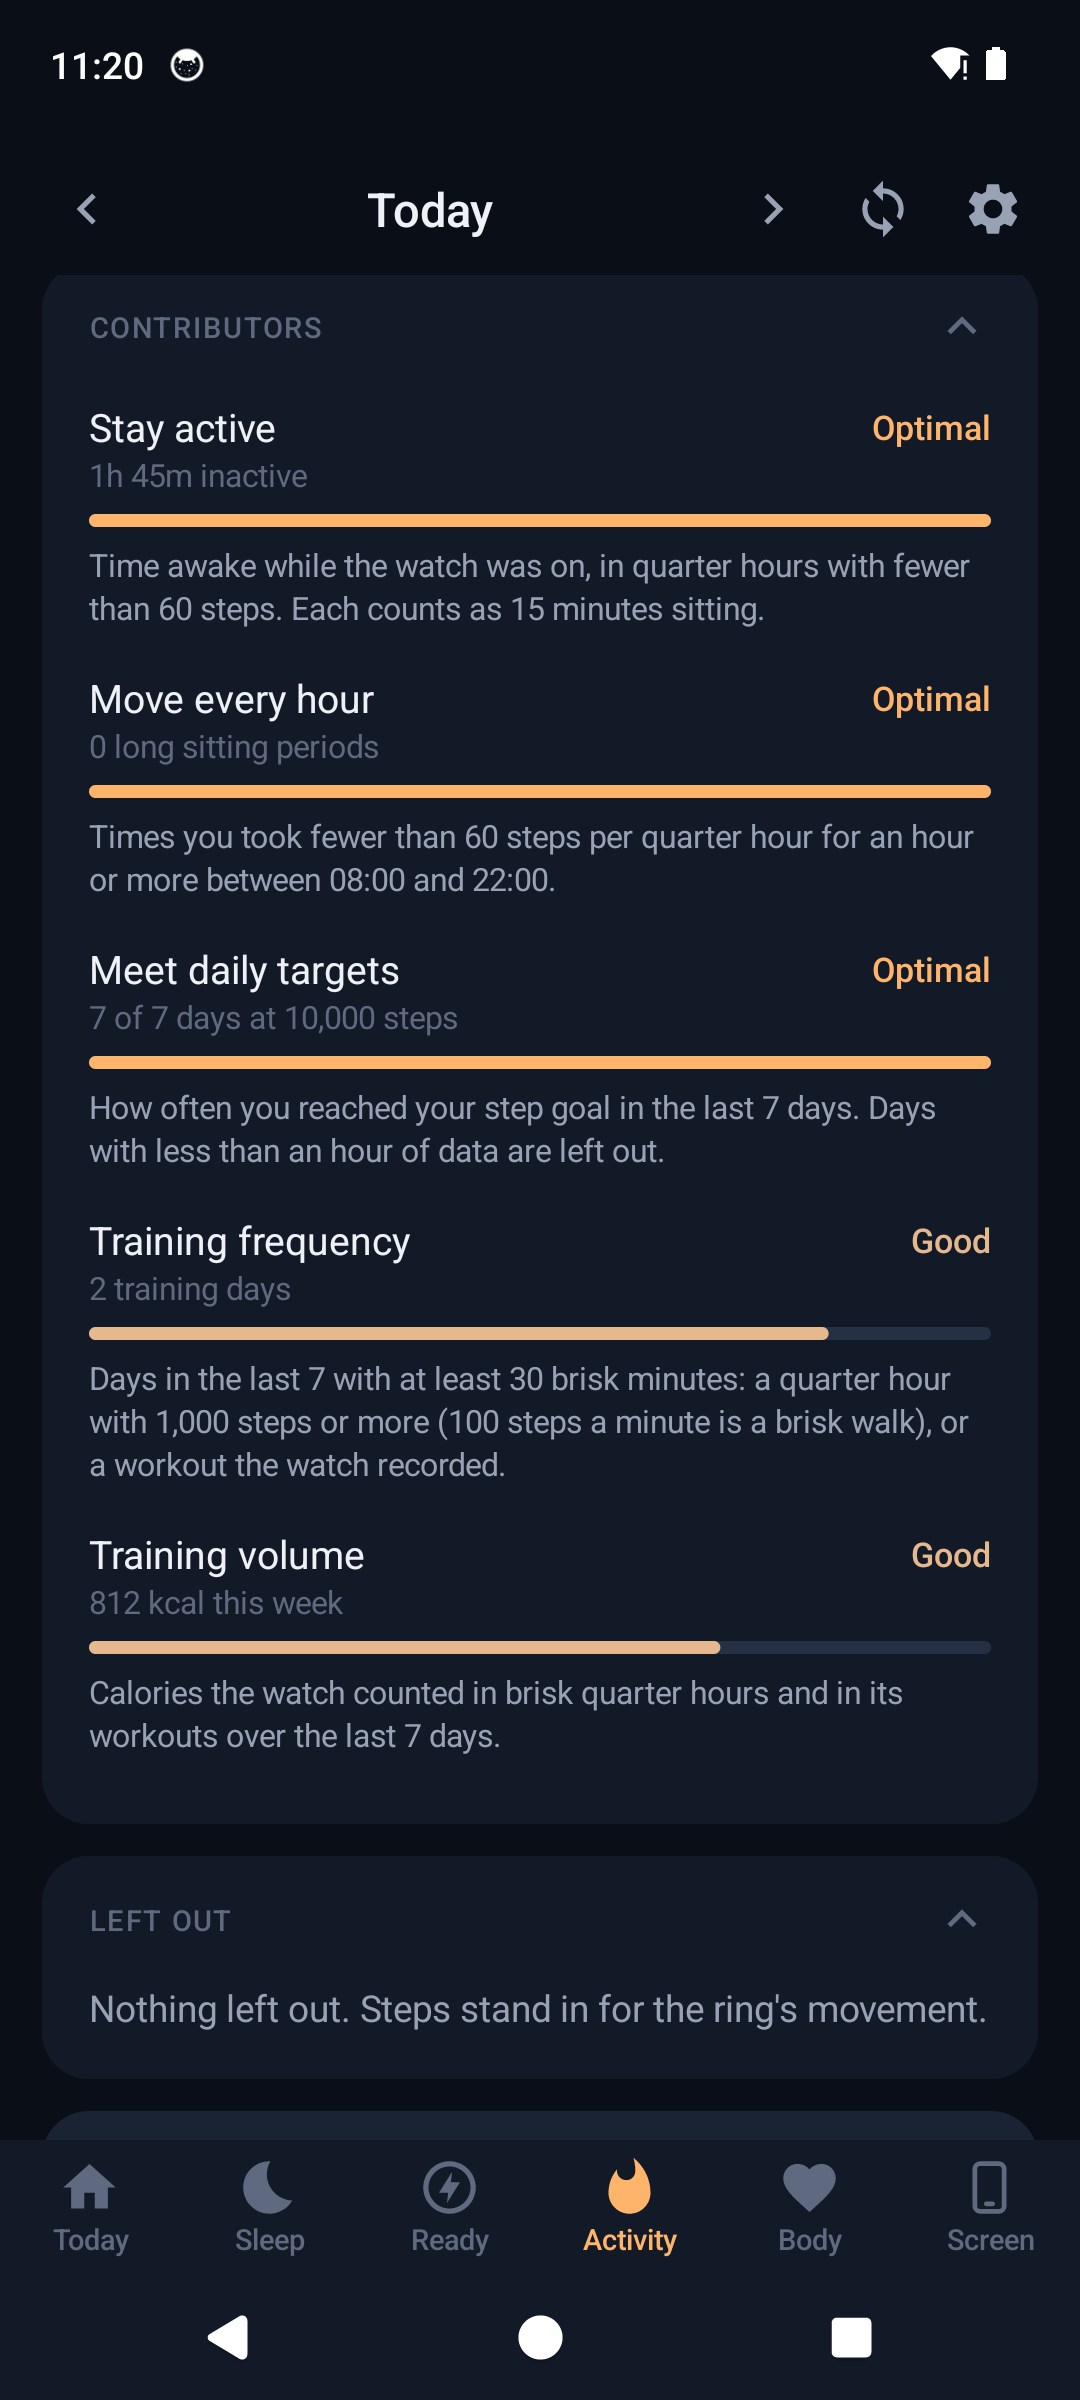 11:20
Today
CONTRIBUTORS
Stay active
Optimal
1h 45m inactive
Time awake while the watch was on, in quarter hours with fewer
than 60 steps. Each counts as 15 minutes sitting.
Move every hour
Optimal
0 long sitting periods
Times you took fewer than 60 steps per quarter hour for an hour
or more between 08:00 and 22:00.
Meet daily targets
Optimal
7 of 7 days at 10,000 steps
How often you reached your step goal in the last 7 days. Days
with less than an hour of data are left out.
Training frequency
Good
2 training days
Days in the last 7 with at least 30 brisk minutes: a quarter hour
with 1,000 steps or more (100 steps a minute is a brisk walk), or
a workout the watch recorded.
Training volume
Good
812 kcal this week
Calories the watch counted in brisk quarter hours and in its
workouts over the last 7 days.
LEFT OUT
Nothing left out. Steps stand in for the ring's movement.
Today
Sleep
Ready
Activity
Body
Screen